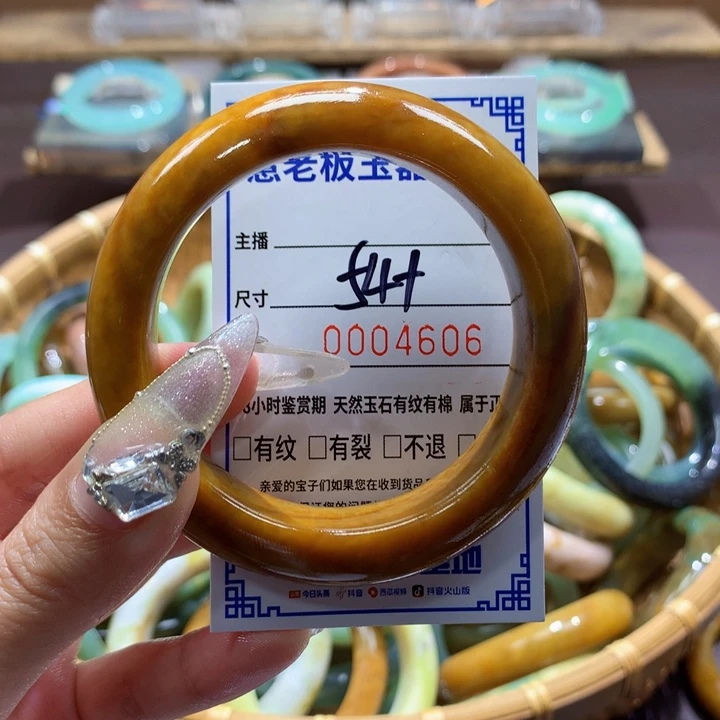 老板玉器
主播
尺寸 54H
0004606
小时鉴赏期 天然玉石有纹有棉 属于正
□有纹 □有裂 □不退 □
亲爱的宝子们如果您在收到货品
今日头条 抖音 西瓜视频 抖音火山版